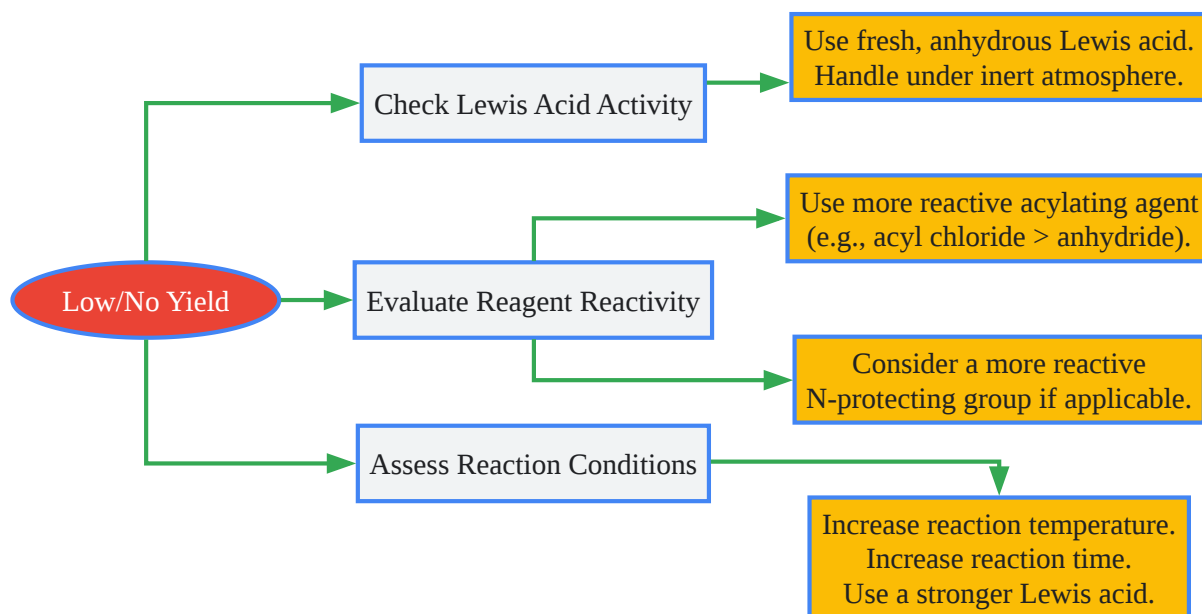 Use fresh, anhydrous Lewis acid.
Handle under inert atmosphere.
Check Lewis Acid Activity
Use more reactive acylating agent
(e.g., acyl chloride > anhydride).
Low/No Yield
Evaluate Reagent Reactivity
Consider a more reactive
N-protecting group if applicable.
Assess Reaction Conditions
Increase reaction temperature.
Increase reaction time.
Use a stronger Lewis acid.